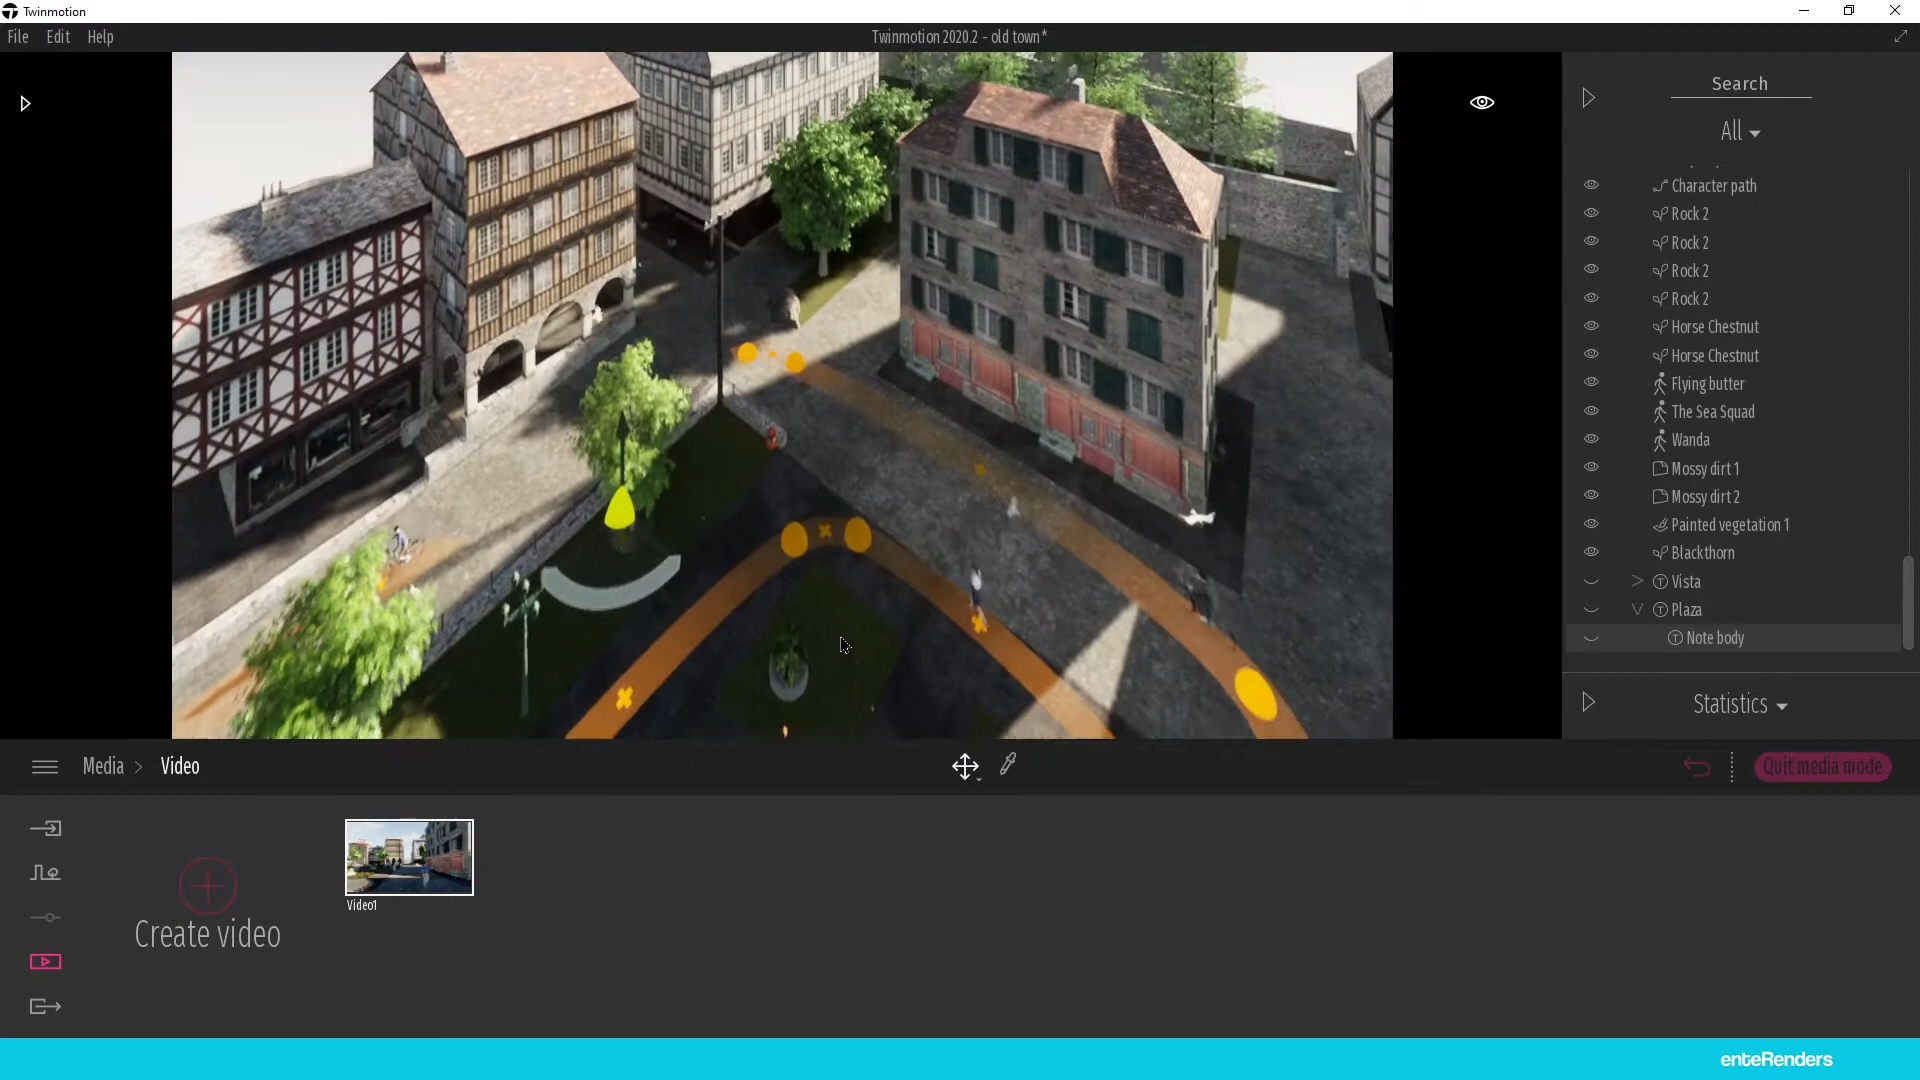 Twinmotion
File Edit Help
Twinmotion 2020.2 - old town*
Search
All
Character path
Rock 2
Rock 2
Rock 2
Rock 2
Horse Chestnut
Horse Chestnut
Flying butter
The Sea Squad
Wanda
Mossy dirt 1
Mossy dirt 2
Painted vegetation 1
Blackthorn
Vista
Plaza
Note body
Statistics
Media > Video
Quit media mode
Create video
Video1
enteRenders